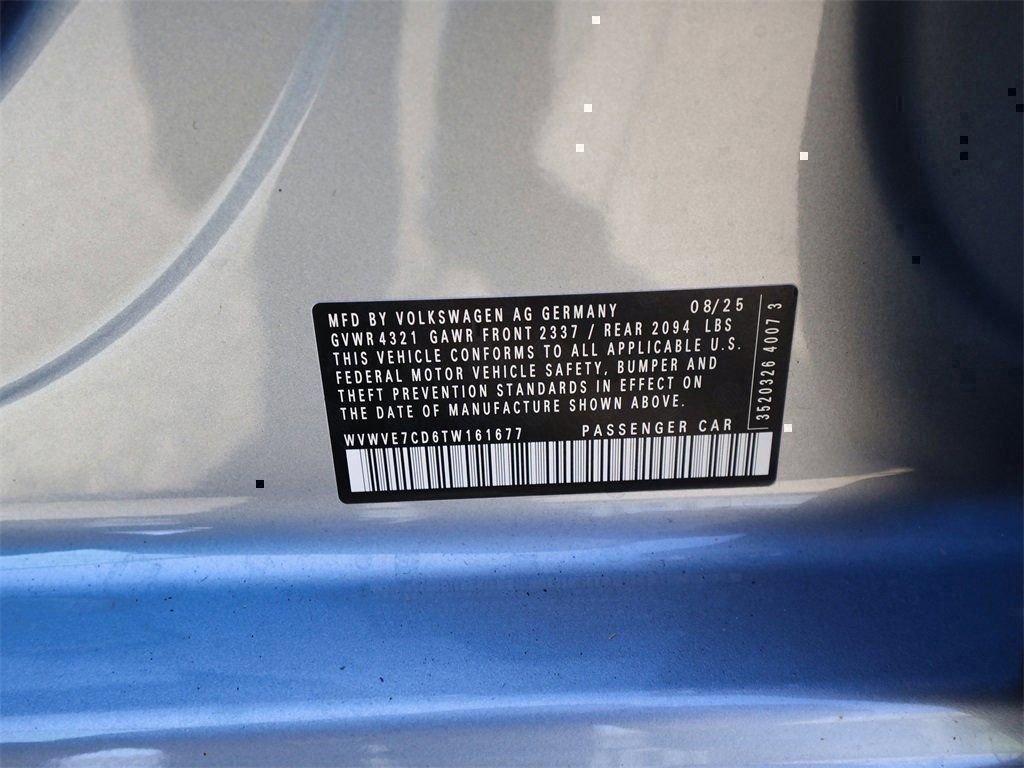 MFD BY VOLKSWAGEN AG GERMANY 08/25
GVWR 4321 GAWR FRONT 2337 / REAR 2094 LBS
THIS VEHICLE CONFORMS TO ALL APPLICABLE U.S.
FEDERAL MOTOR VEHICLE SAFETY, BUMPER AND
THEFT PREVENTION STANDARDS IN EFFECT ON
THE DATE OF MANUFACTURE SHOWN ABOVE.
WVWVE7CD6TW161677 PASSENGER CAR
3520326 4007 3